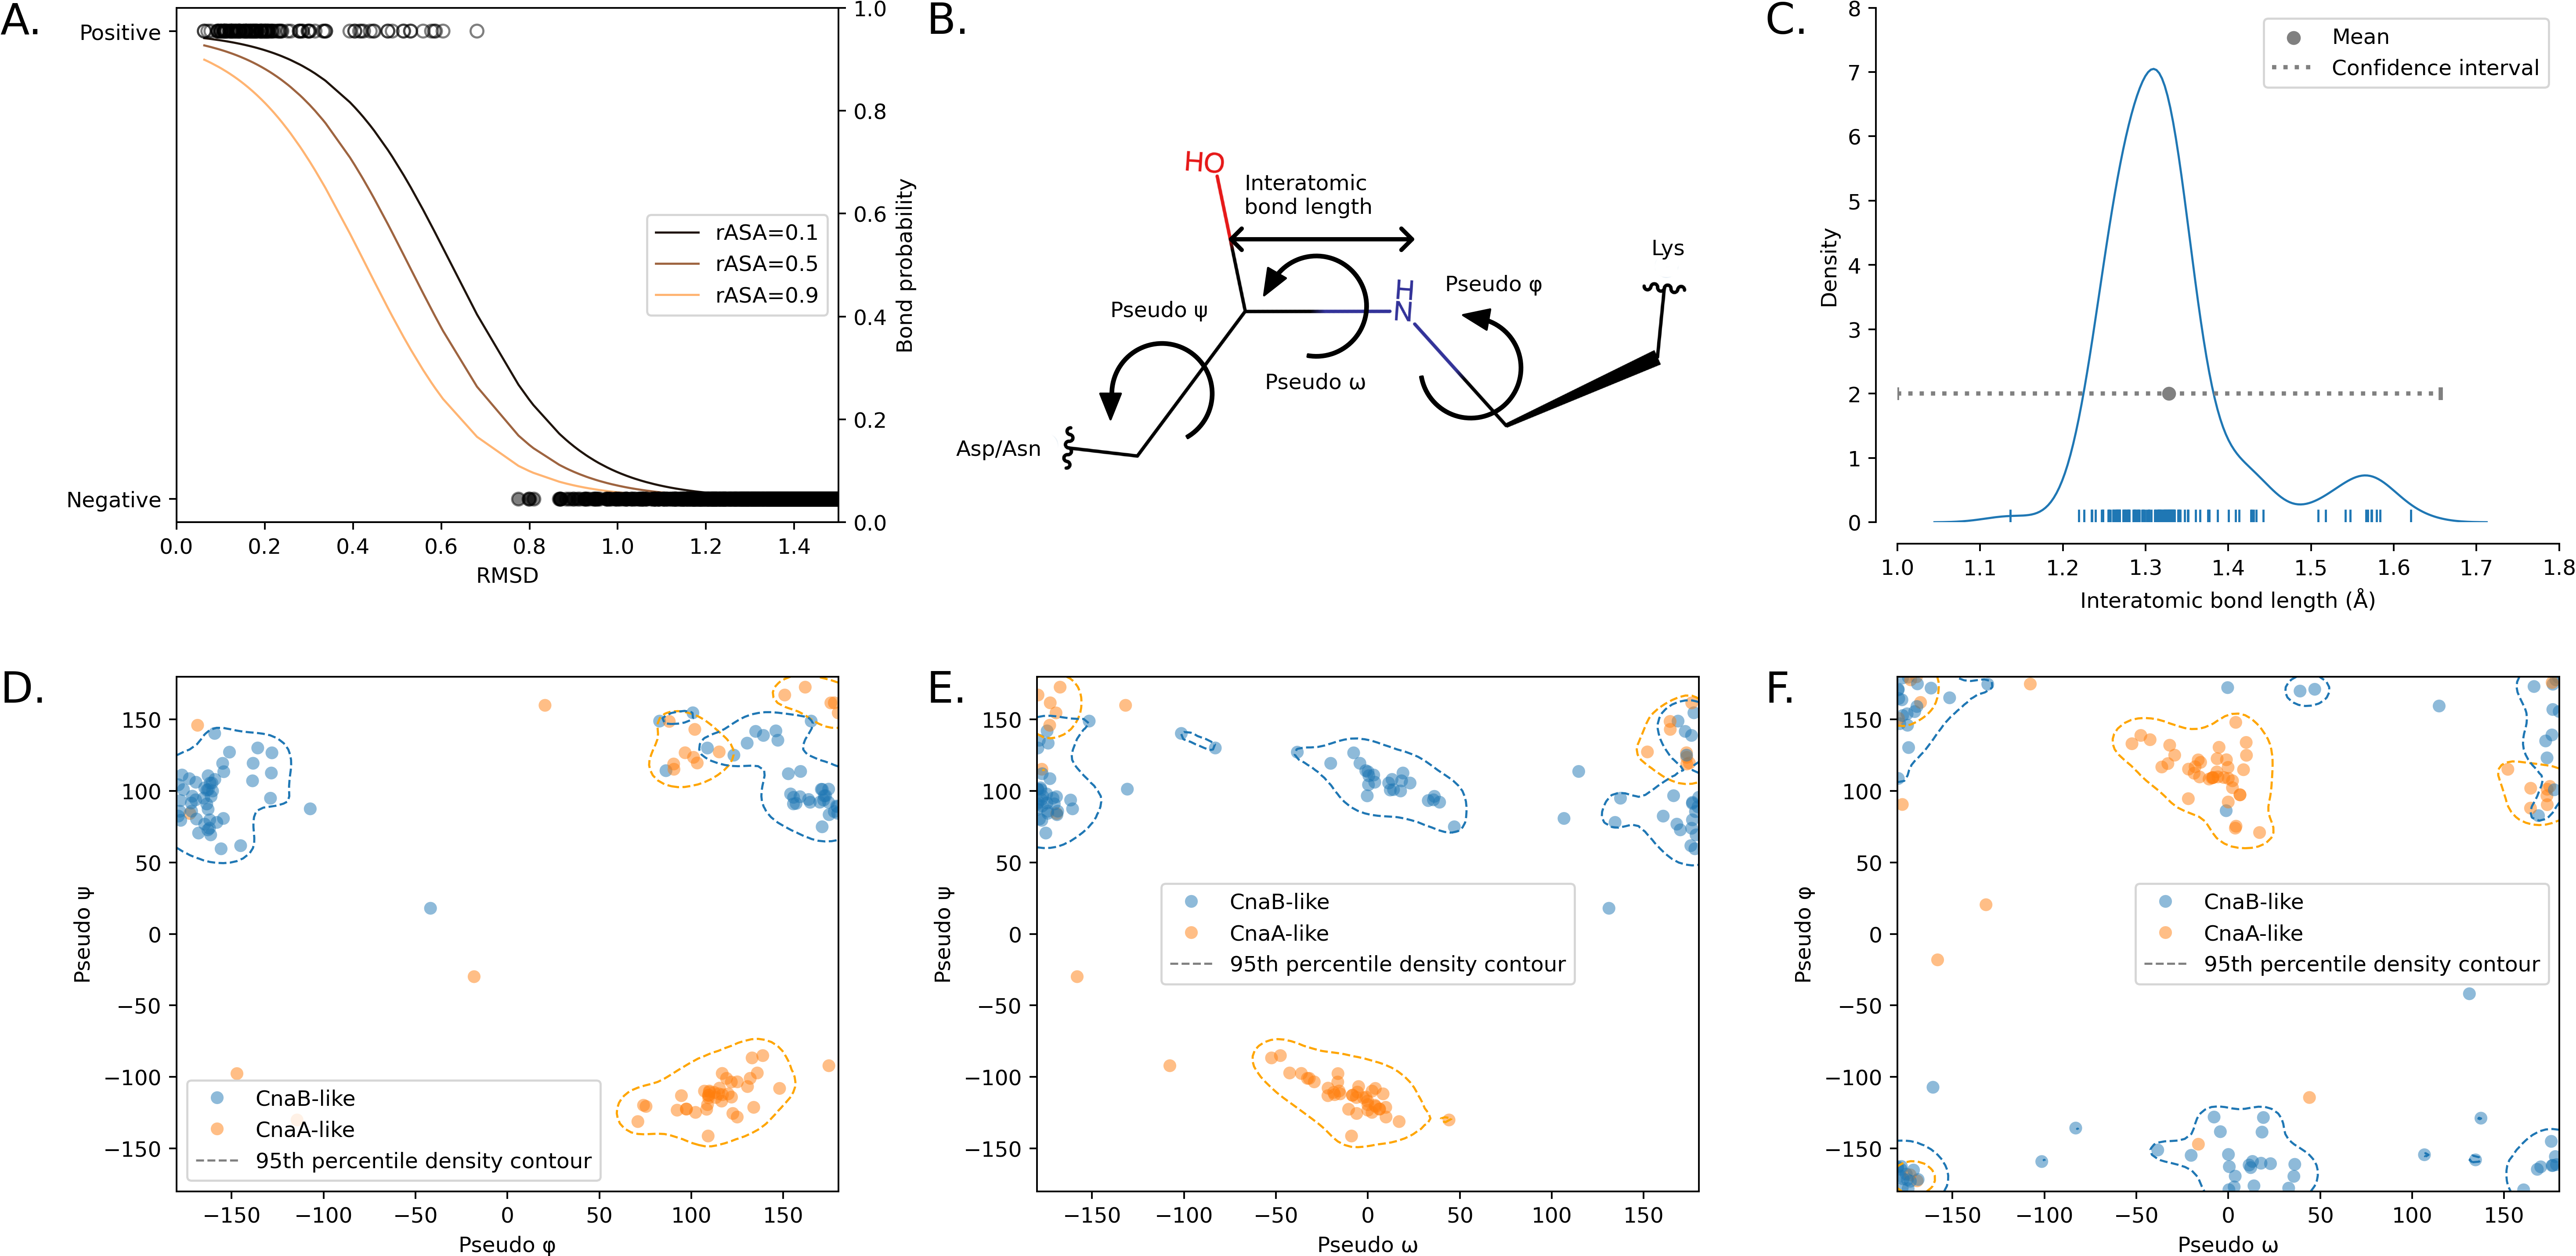 A.
Positive
Negative
1.0
0.8
0.6
0.4
0.2
0.0
Bond probability
rASA=0.1
rASA=0.5
rASA=0.9
0.0 0.2 0.4 0.6 0.8 1.0 1.2 1.4
RMSD
B.
HO
Interatomic
bond length
Lys
H
N
Pseudo φ
Pseudo ψ
Pseudo ω
Asp/Asn
C.
8
7
6
5
4
3
2
1
0
Density
Mean
Confidence interval
1.0 1.1 1.2 1.3 1.4 1.5 1.6 1.7 1.8
Interatomic bond length (Å)
D.
150
100
50
0
−50
−100
−150
Pseudo ψ
CnaB-like
CnaA-like
95th percentile density contour
−150 −100 −50 0 50 100 150
Pseudo φ
E.
150
100
50
0
−50
−100
−150
Pseudo ψ
CnaB-like
CnaA-like
95th percentile density contour
−150 −100 −50 0 50 100 150
Pseudo ω
F.
150
100
50
0
−50
−100
−150
Pseudo φ
CnaB-like
CnaA-like
95th percentile density contour
−150 −100 −50 0 50 100 150
Pseudo ω